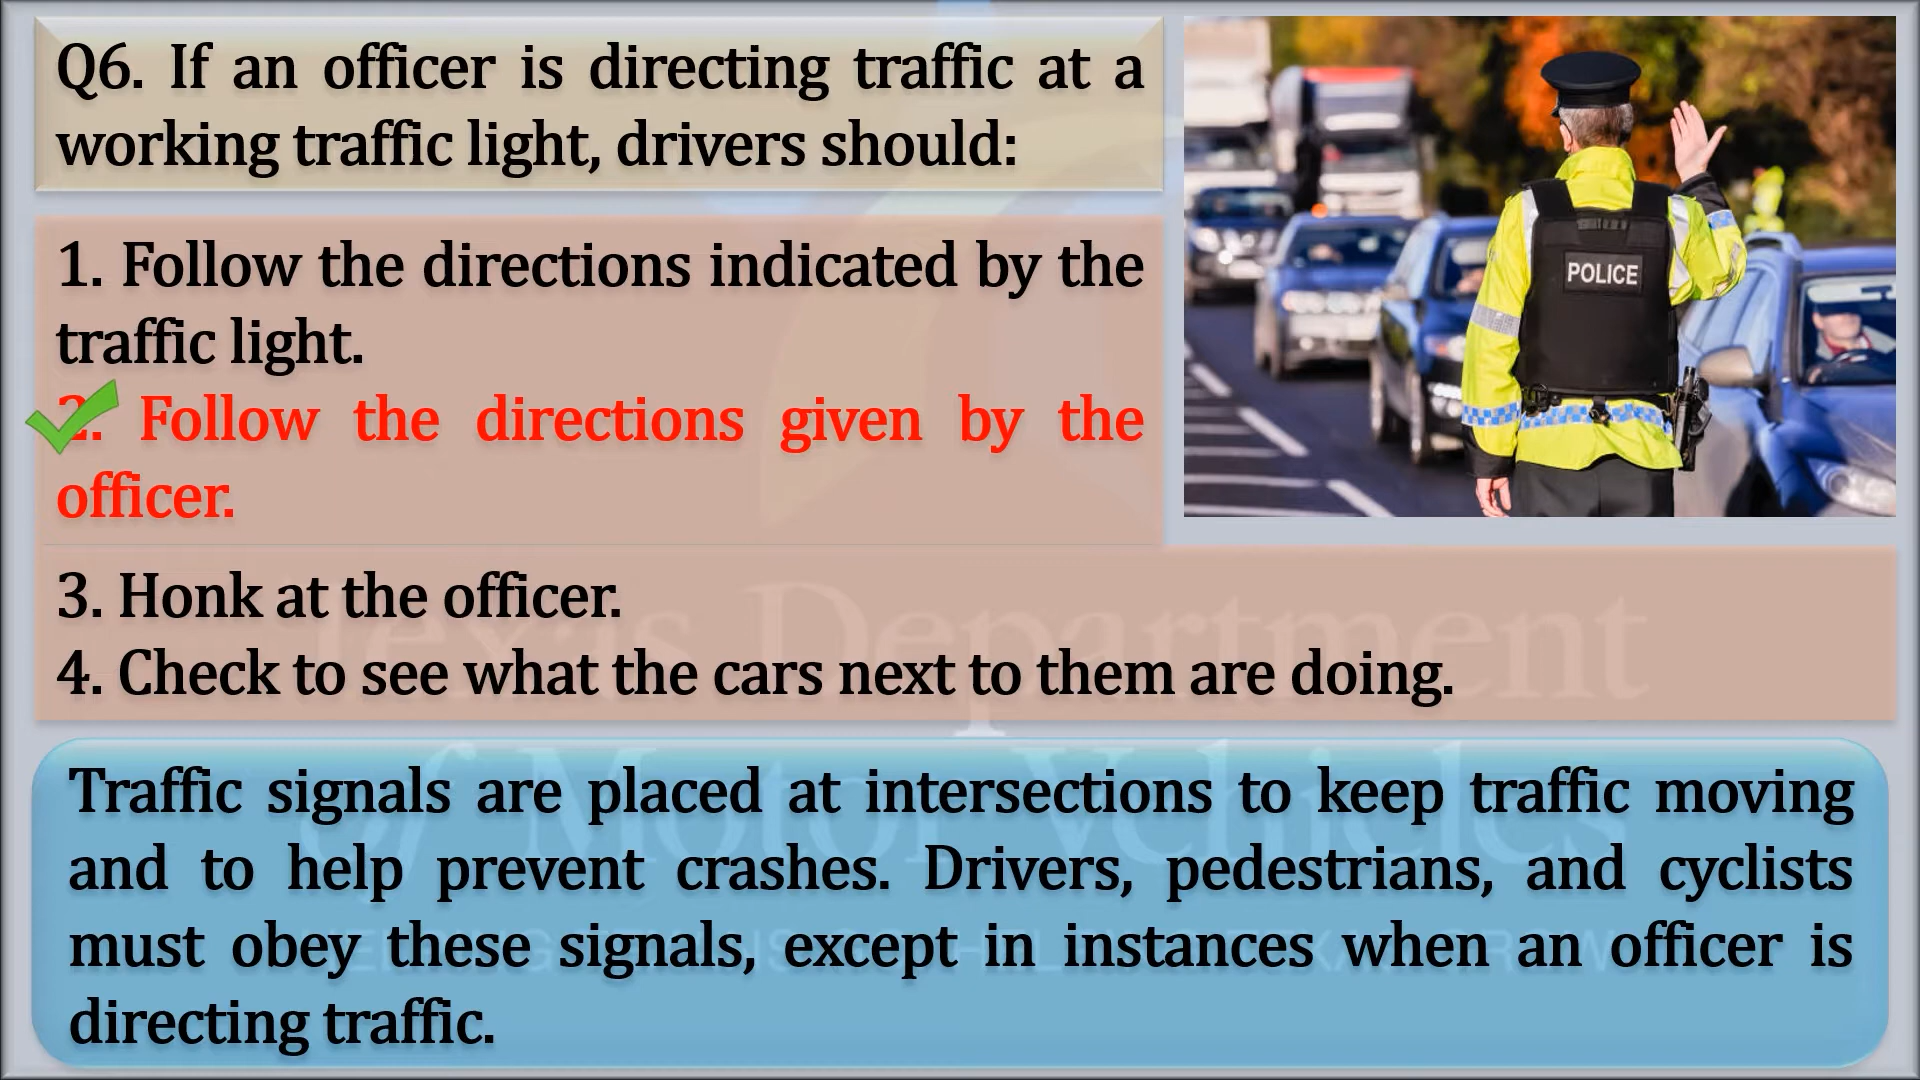 Q6. If an officer is directing traffic at a
working traffic light, drivers should:
POLICE
1. Follow the directions indicated by the
traffic light.
2. Follow the directions given by the
officer.
3. Honk at the officer.
4. Check to see what the cars next to them are doing.
Texas Department
of Motor Vehicles
Traffic signals are placed at intersections to keep traffic moving
and to help prevent crashes. Drivers, pedestrians, and cyclists
must obey these signals, except in instances when an officer is
directing traffic.